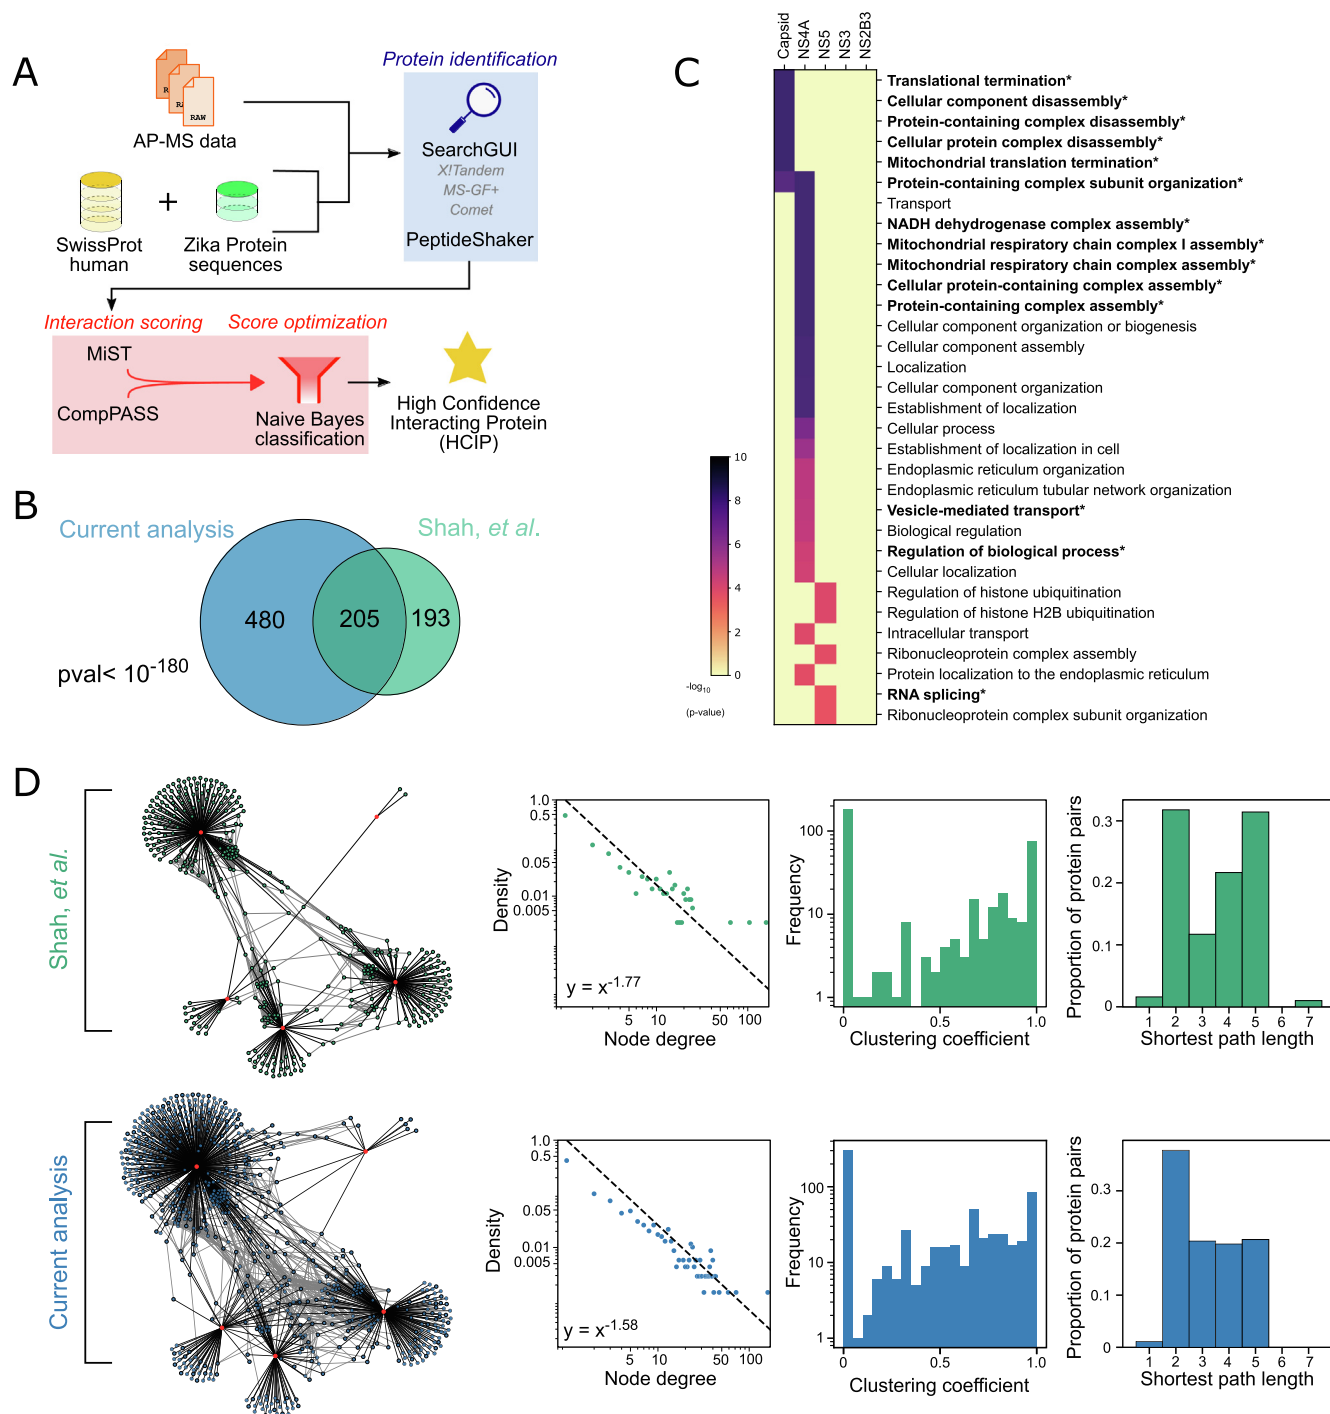 A
AP-MS data
R
R
RAW
SwissProt
human
+
Zika Protein
sequences
Protein identification
SearchGUI
X!Tandem
MS-GF+
Comet
PeptideShaker
Interaction scoring
Score optimization
MiST
CompPASS
Naive Bayes
classification
High Confidence
Interacting Protein
(HCIP)
B
Current analysis
Shah, et al.
480
205
193
pval< 10-180
C
Capsid
NS4A
NS5
NS3
NS2B3
Translational termination*
Cellular component disassembly*
Protein-containing complex disassembly*
Cellular protein complex disassembly*
Mitochondrial translation termination*
Protein-containing complex subunit organization*
Transport
NADH dehydrogenase complex assembly*
Mitochondrial respiratory chain complex I assembly*
Mitochondrial respiratory chain complex assembly*
Cellular protein-containing complex assembly*
Protein-containing complex assembly*
Cellular component organization or biogenesis
Cellular component assembly
Localization
Cellular component organization
Establishment of localization
Cellular process
Establishment of localization in cell
Endoplasmic reticulum organization
Endoplasmic reticulum tubular network organization
Vesicle-mediated transport*
Biological regulation
Regulation of biological process*
Cellular localization
Regulation of histone ubiquitination
Regulation of histone H2B ubiquitination
Intracellular transport
Ribonucleoprotein complex assembly
Protein localization to the endoplasmic reticulum
RNA splicing*
Ribonucleoprotein complex subunit organization
10
8
6
4
2
0
-log10
(p-value)
D
Shah, et al.
Density
1.0
0.5
0.05
0.01
0.005
y = x-1.77
5 10 50 100
Node degree
Frequency
100
10
1
0 0.5 1.0
Clustering coefficient
Proportion of protein pairs
0.3
0.2
0.1
0
1 2 3 4 5 6 7
Shortest path length
Current analysis
Density
1.0
0.5
0.05
0.01
0.005
y = x-1.58
5 10 50 100
Node degree
Frequency
100
10
1
0 0.5 1.0
Clustering coefficient
Proportion of protein pairs
0.3
0.2
0.1
0
1 2 3 4 5 6 7
Shortest path length